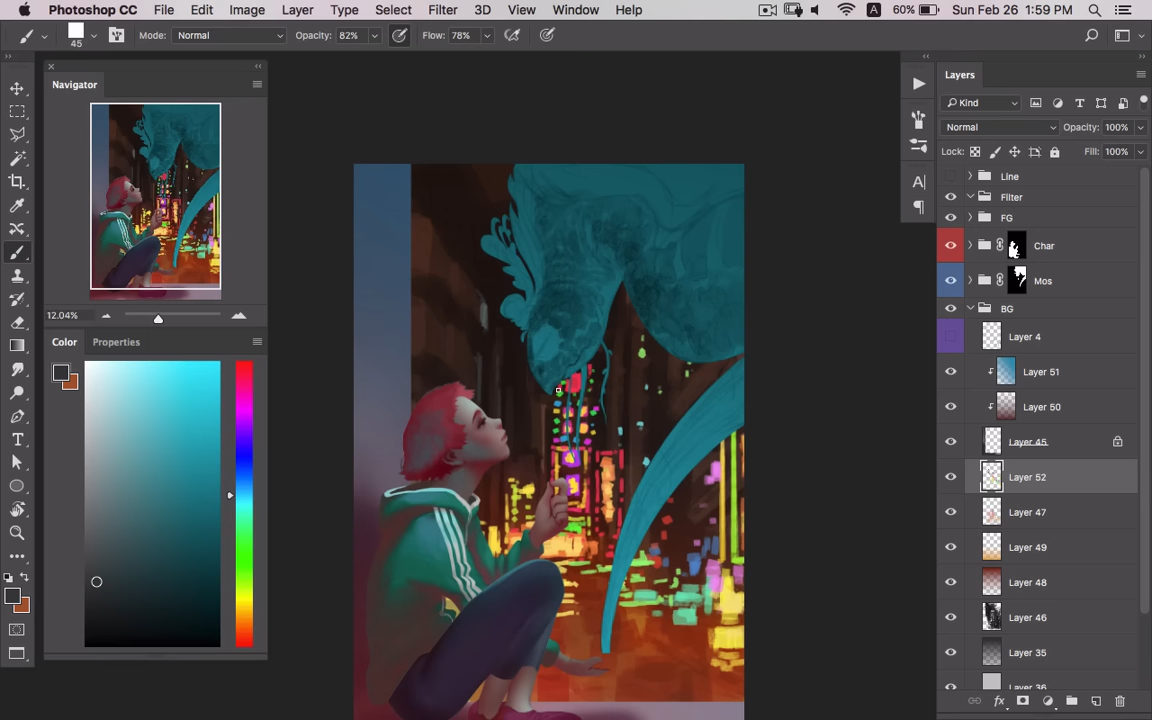 Photoshop CC File Edit Image Layer Type Select Filter 3D View Window Help A 60% Sun Feb 26 1:59 PM
45 Mode: Normal Opacity: 82% Flow: 78%
Navigator
12.04%
Color Properties
Layers
Kind
Normal Opacity: 100%
Lock: Fill: 100%
Line
Filter
FG
Char
Mos
BG
Layer 4
Layer 51
Layer 50
Layer 45
Layer 52
Layer 47
Layer 49
Layer 48
Layer 46
Layer 35
Layer 36